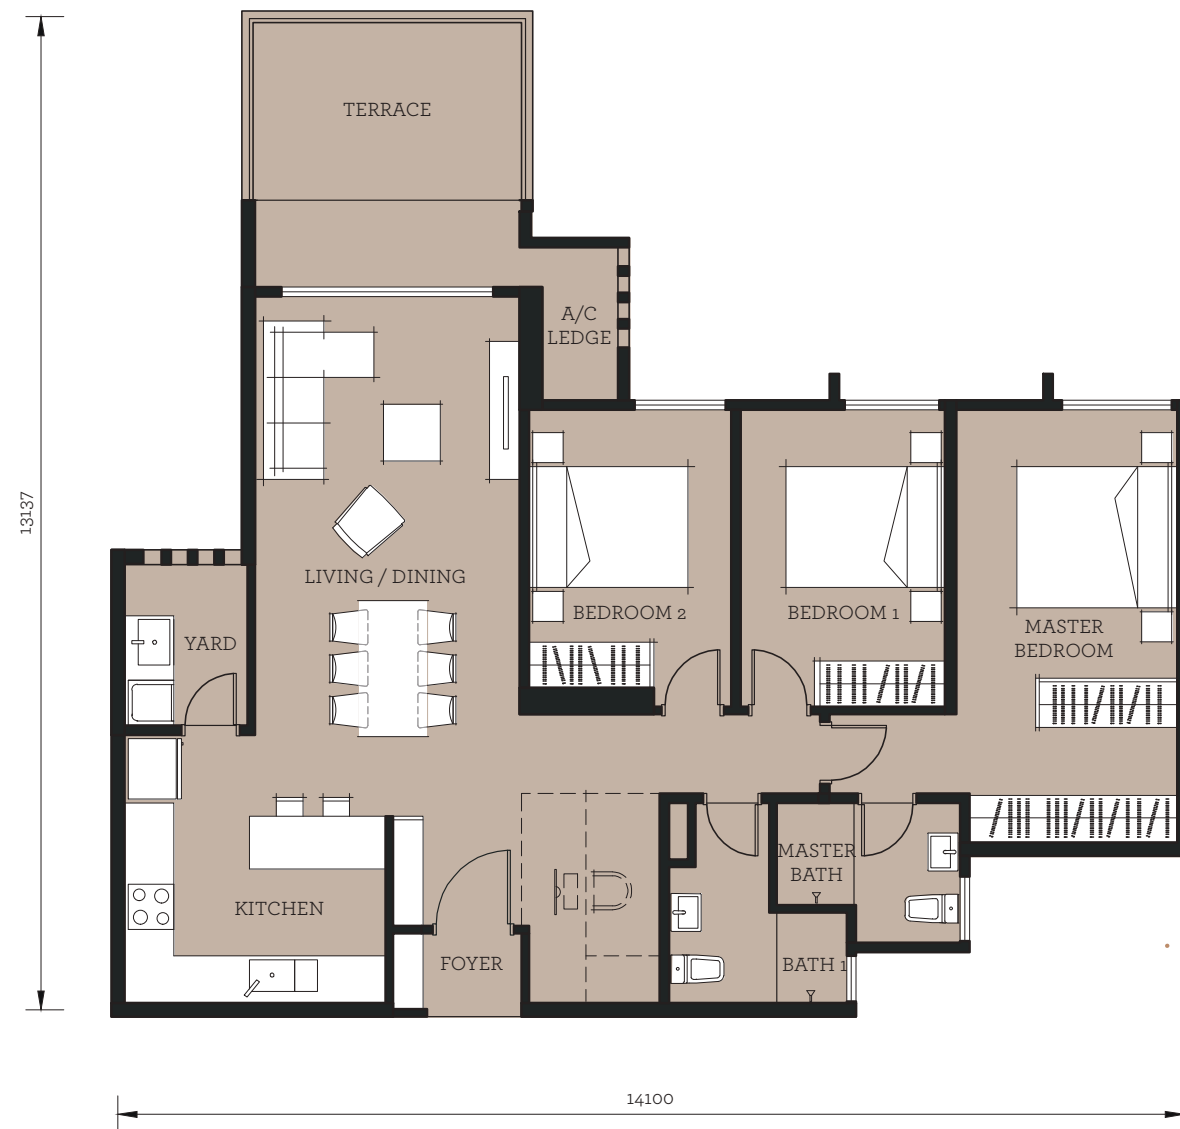 TERRACE
A/C
LEDGE
13137
LIVING / DINING
BEDROOM 2
BEDROOM 1
MASTER
BEDROOM
YARD
MASTER
BATH
KITCHEN
FOYER
BATH 1
14100